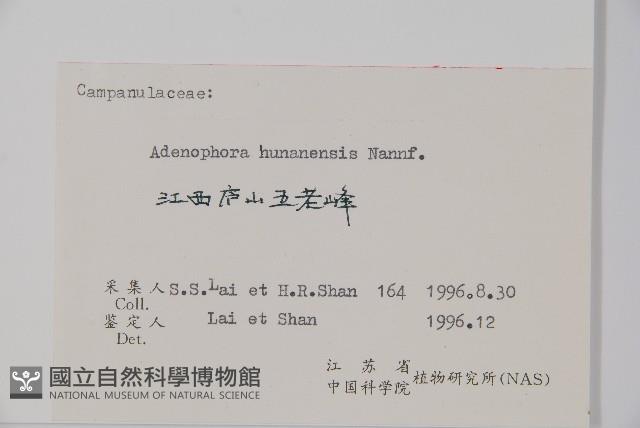 Campanulaceae:
Adenophora hunanensis Nannf.
江西庐山五老峰
采集人 S.S.Lai et H.R.Shan 164 1996.8.30
Coll.
鉴定人 Lai et Shan 1996.12
Det.
江苏省
中国科学院 植物研究所(NAS)
國立自然科學博物館
NATIONAL MUSEUM OF NATURAL SCIENCE